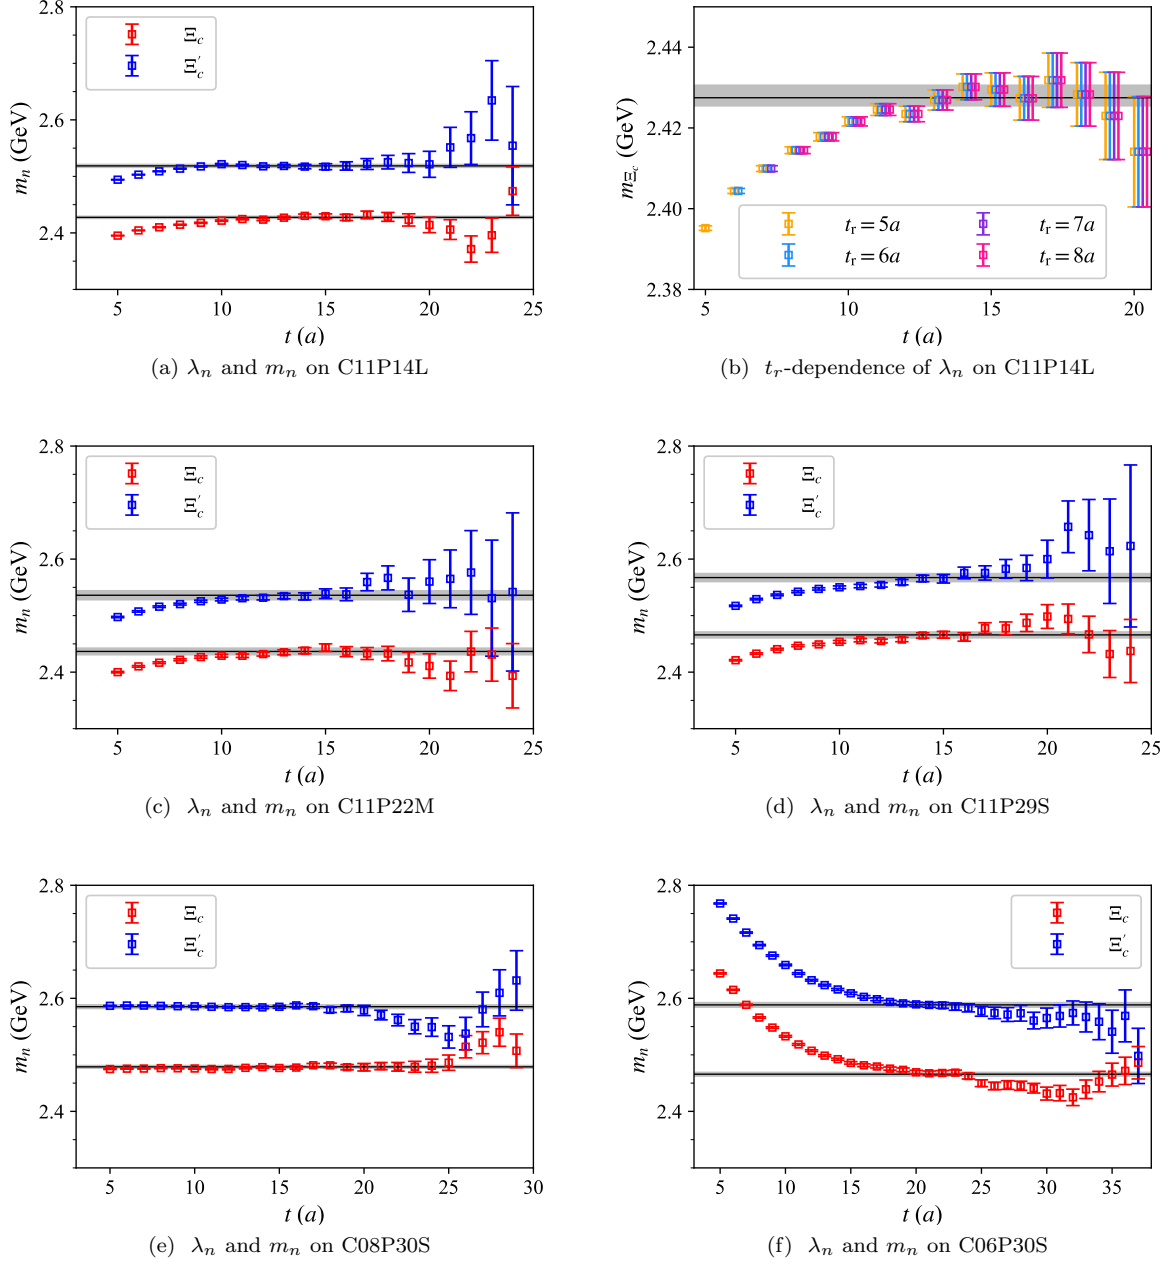 2.8
2.6
2.4
5 10 15 20 25
m_n (GeV)
t (a)
Ξ_c
Ξ_c′
(a) λ_n and m_n on C11P14L
2.44
2.42
2.40
2.38
5 10 15 20
m_Ξ_c (GeV)
t (a)
t_r = 5a t_r = 7a
t_r = 6a t_r = 8a
(b) t_r-dependence of λ_n on C11P14L
2.8
2.6
2.4
5 10 15 20 25
m_n (GeV)
t (a)
Ξ_c
Ξ_c′
(c) λ_n and m_n on C11P22M
2.8
2.6
2.4
5 10 15 20 25
m_n (GeV)
t (a)
Ξ_c
Ξ_c′
(d) λ_n and m_n on C11P29S
2.8
2.6
2.4
5 10 15 20 25 30
m_n (GeV)
t (a)
Ξ_c
Ξ_c′
(e) λ_n and m_n on C08P30S
2.8
2.6
2.4
5 10 15 20 25 30 35
m_n (GeV)
t (a)
Ξ_c
Ξ_c′
(f) λ_n and m_n on C06P30S